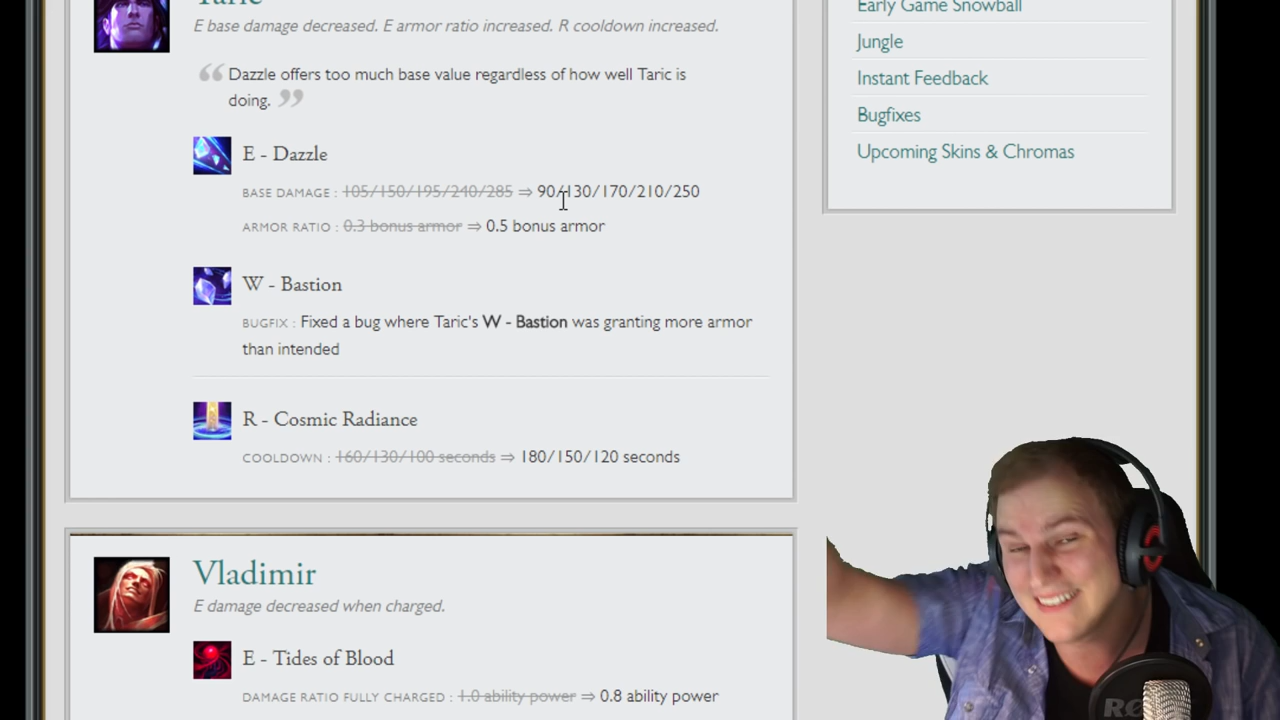 Taric
E base damage decreased. E armor ratio increased. R cooldown increased.
“ Dazzle offers too much base value regardless of how well Taric is
doing. ”
E - Dazzle
BASE DAMAGE : 105/150/195/240/285 ⇒ 90/130/170/210/250
ARMOR RATIO : 0.3 bonus armor ⇒ 0.5 bonus armor
W - Bastion
BUGFIX : Fixed a bug where Taric's W - Bastion was granting more armor
than intended
R - Cosmic Radiance
COOLDOWN : 160/130/100 seconds ⇒ 180/150/120 seconds
Vladimir
E damage decreased when charged.
E - Tides of Blood
DAMAGE RATIO FULLY CHARGED : 1.0 ability power ⇒ 0.8 ability power
Early Game Snowball
Jungle
Instant Feedback
Bugfixes
Upcoming Skins & Chromas